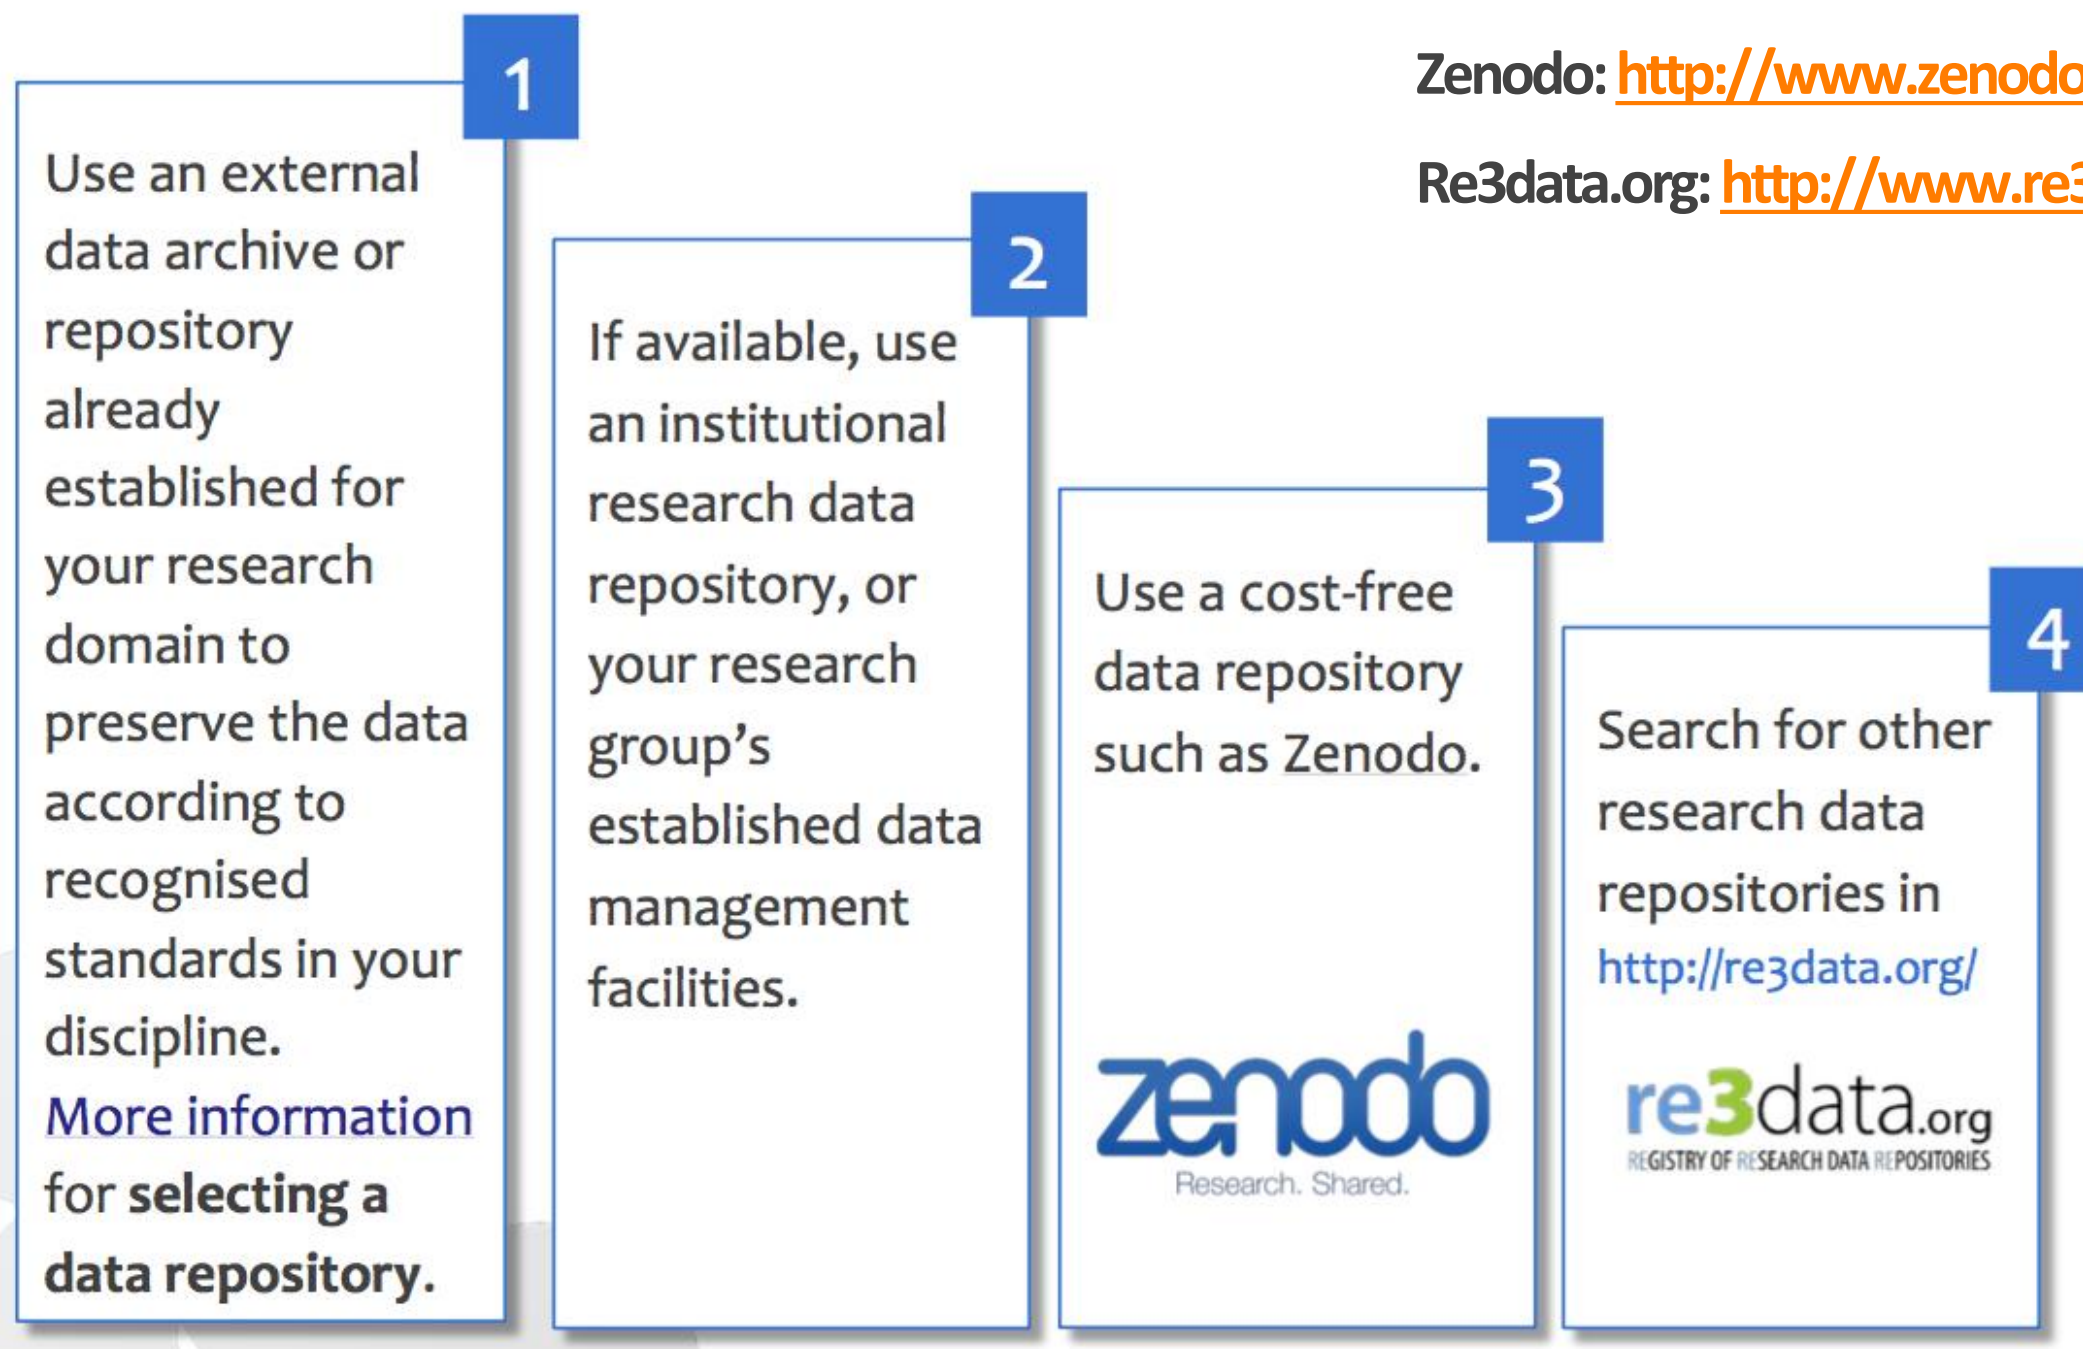 1
Use an external
data archive or
repository
already
established for
your research
domain to
preserve the data
according to
recognised
standards in your
discipline.
More information
for selecting a
data repository.
2
If available, use
an institutional
research data
repository, or
your research
group's
established data
management
facilities.
3
Use a cost-free
data repository
such as Zenodo.
zenodo
Research. Shared.
4
Search for other
research data
repositories in
http://re3data.org/
re3data.org
REGISTRY OF RESEARCH DATA REPOSITORIES
Zenodo: http://www.zenodo
Re3data.org: http://www.re3